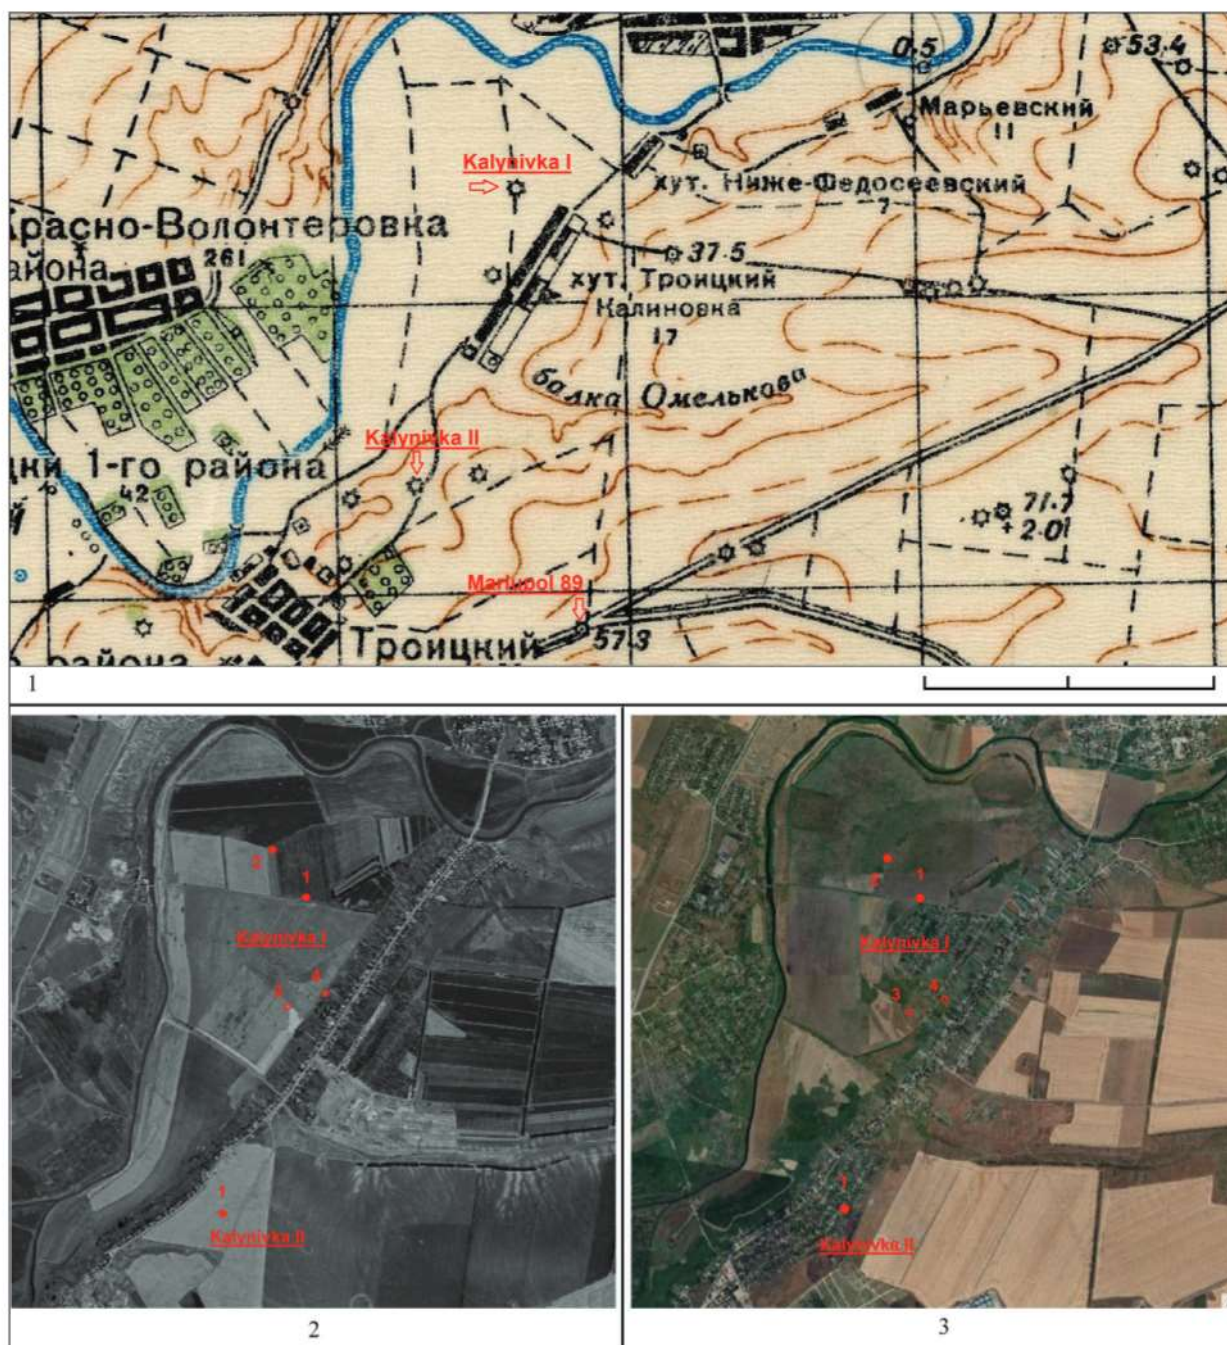 0.5
53.4
Марьевский
11
Kalynivka I
хут. Ниже-Федосеевский
7
Красно-Волонтеровка
айона
261
37.5
хут. Троицкий
Калиновка
17
балка Омелькова
Kalynivka II
дки 1-го района
42
71.7
+ 2.0
Mariupol 89
57.3
Троицкий
района
1
2
1
Kalynivka I
4
3
1
Kalynivka II
2
2
1
Kalynivka I
4
3
1
Kalynivka II
3